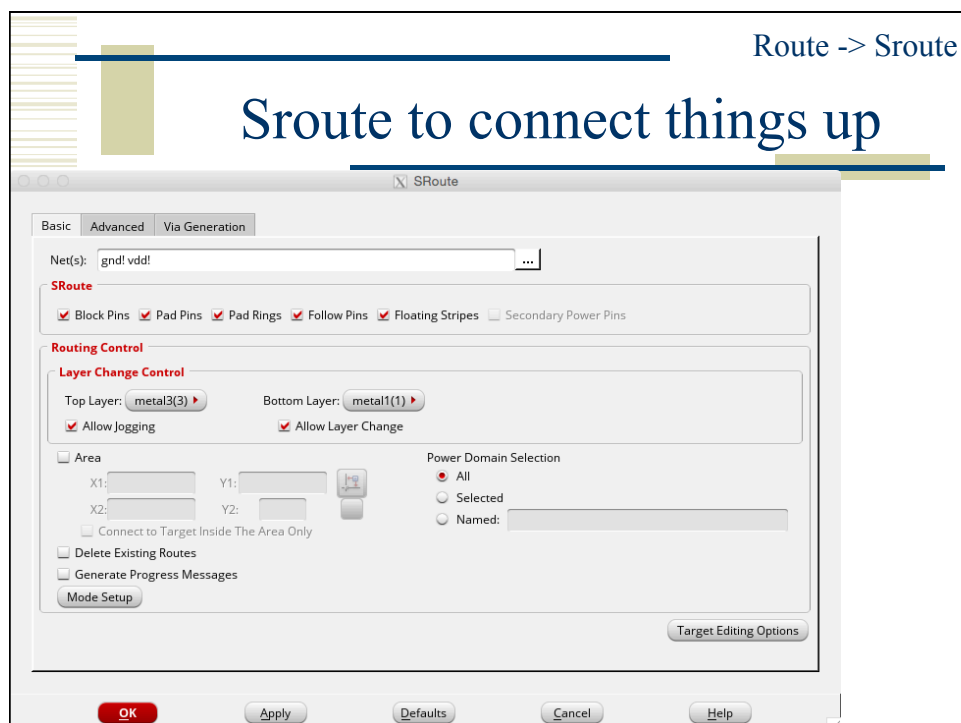 Route -> Sroute
Sroute to connect things up
SRoute
Basic Advanced Via Generation
Net(s): gnd! vdd! ...
SRoute
Block Pins Pad Pins Pad Rings Follow Pins Floating Stripes Secondary Power Pins
Routing Control
Layer Change Control
Top Layer: metal3(3) Bottom Layer: metal1(1)
Allow Jogging Allow Layer Change
Area Power Domain Selection
X1: Y1: All
X2: Y2: Selected
Named:
Connect to Target Inside The Area Only
Delete Existing Routes
Generate Progress Messages
Mode Setup
Target Editing Options
OK Apply Defaults Cancel Help